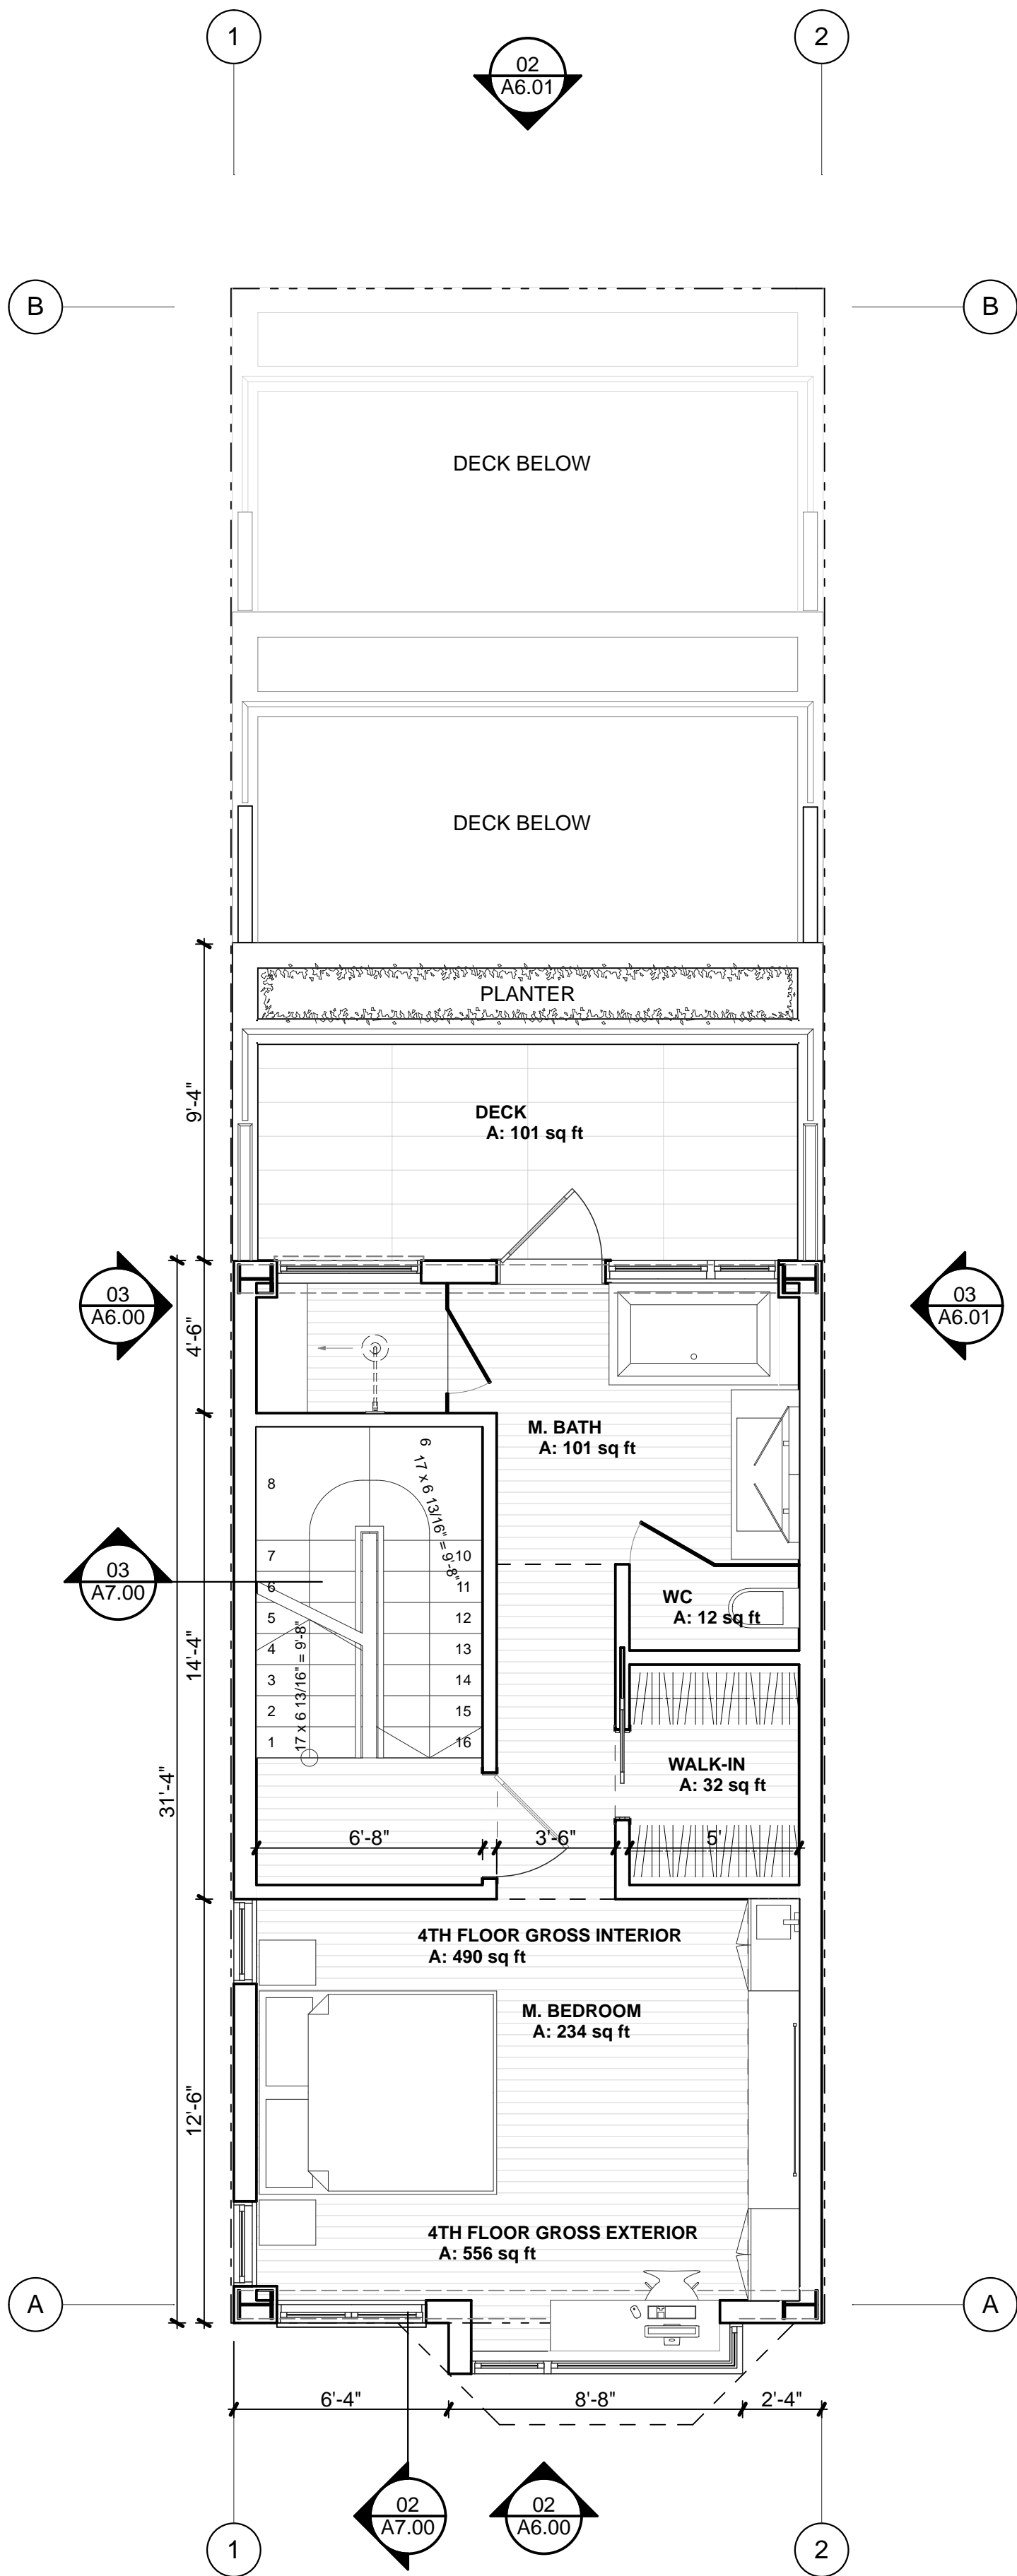 1
2
02
A6.01
B
B
DECK BELOW
DECK BELOW
PLANTER
9'-4"
DECK
A: 101 sq ft
03
A6.00
03
A6.01
4'-6"
M. BATH
A: 101 sq ft
9
17 x 6 13/16" = 9'-8"
8
7
10
03
A7.00
6
11
WC
A: 12 sq ft
5
12
4
13
14'-4"
17 x 6 13/16" = 9'-8"
3
14
2
15
1
16
31'-4"
WALK-IN
A: 32 sq ft
6'-8"
3'-6"
5'
4TH FLOOR GROSS INTERIOR
A: 490 sq ft
M. BEDROOM
A: 234 sq ft
12'-6"
4TH FLOOR GROSS EXTERIOR
A: 556 sq ft
A
A
6'-4"
8'-8"
2'-4"
02
A7.00
02
A6.00
1
2